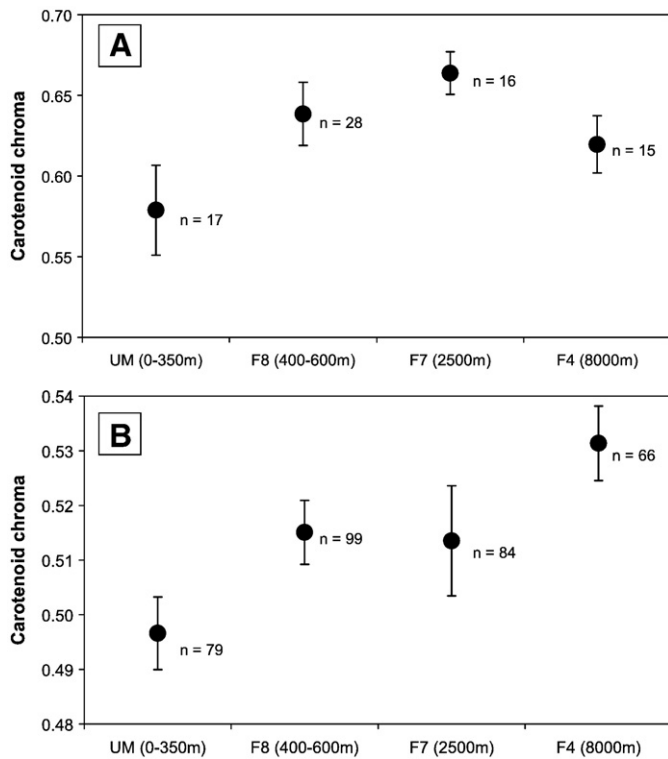 0.70
A
0.65
n = 16
n = 28
Carotenoid chroma
0.60
n = 15
n = 17
0.55
0.50
UM (0-350m) F8 (400-600m) F7 (2500m) F4 (8000m)
0.54
B
0.53
n = 66
Carotenoid chroma
0.52
n = 99
0.51
n = 84
0.50
n = 79
0.49
0.48
UM (0-350m) F8 (400-600m) F7 (2500m) F4 (8000m)